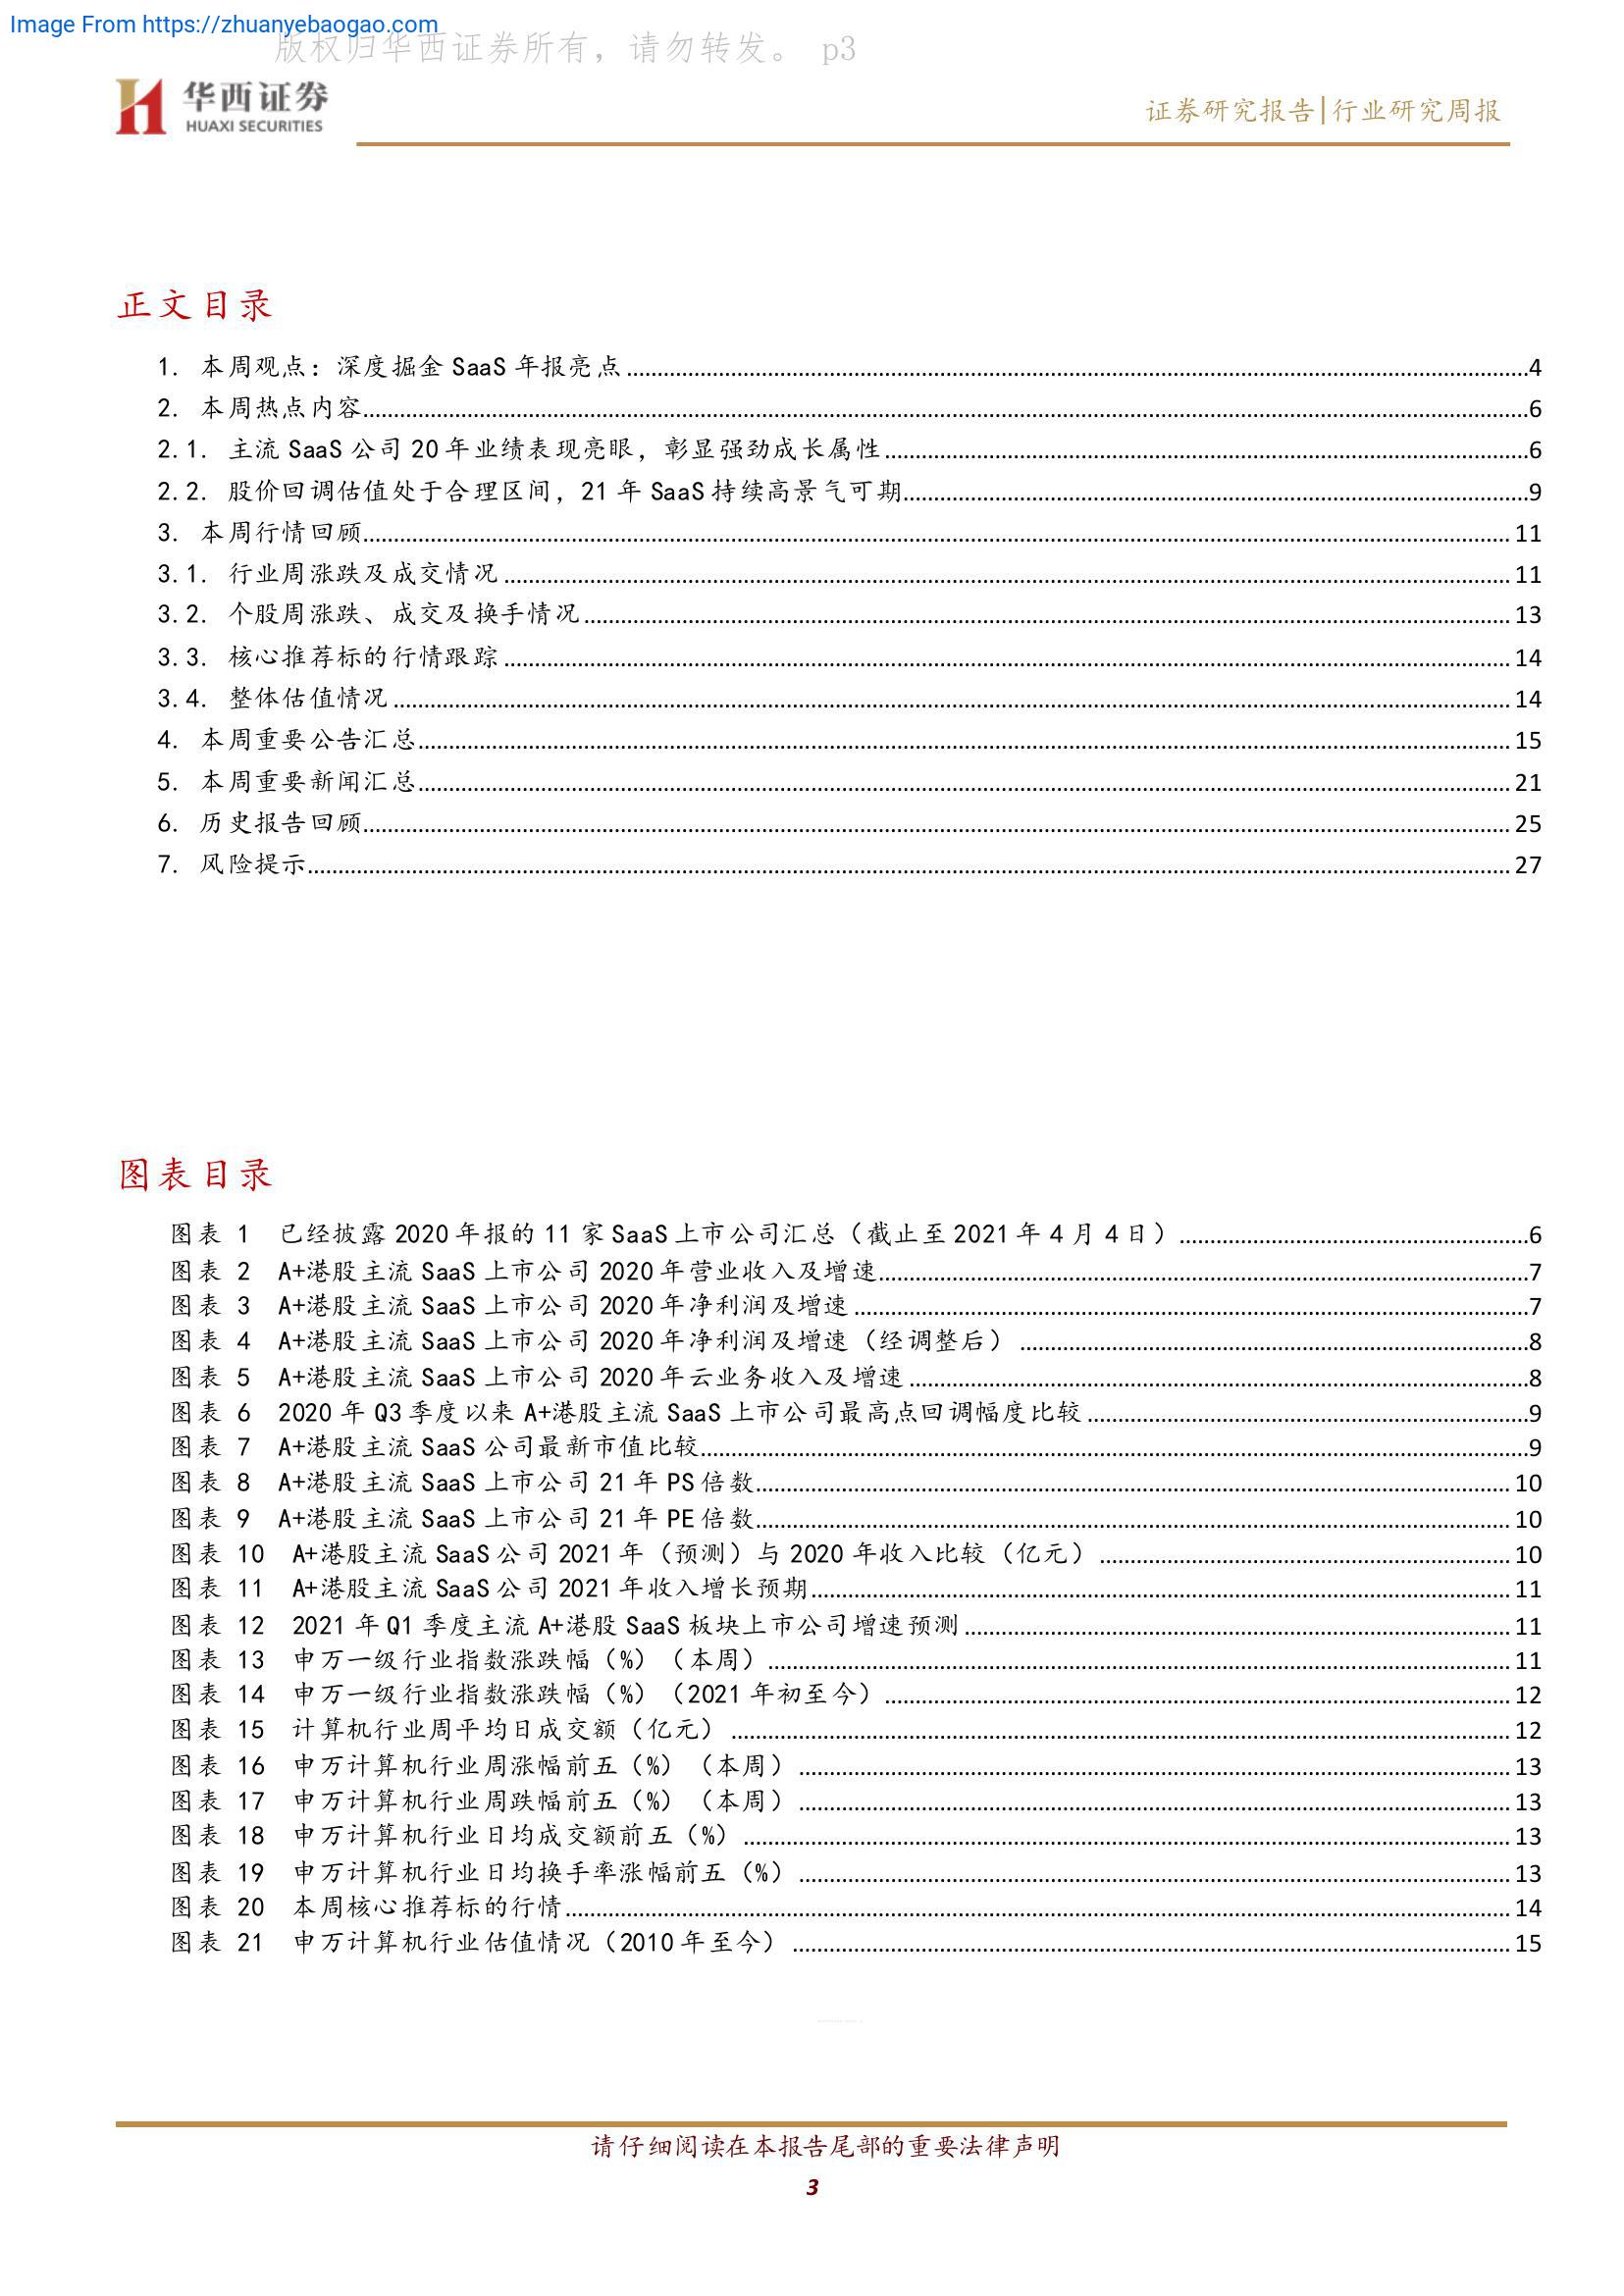 Image From https://zhuanyebaogao.com
版权归华西证券所有，请勿转发。 p3
华西证券
HUAXI SECURITIES
证券研究报告|行业研究周报
正文目录
1. 本周观点：深度掘金 SaaS 年报亮点 4
2. 本周热点内容 6
2.1. 主流 SaaS 公司 20 年业绩表现亮眼，彰显强劲成长属性 6
2.2. 股价回调估值处于合理区间，21 年 SaaS 持续高景气可期 9
3. 本周行情回顾 11
3.1. 行业周涨跌及成交情况 11
3.2. 个股周涨跌、成交及换手情况 13
3.3. 核心推荐标的行情跟踪 14
3.4. 整体估值情况 14
4. 本周重要公告汇总 15
5. 本周重要新闻汇总 21
6. 历史报告回顾 25
7. 风险提示 27
图表目录
图表 1 已经披露 2020 年报的 11 家 SaaS 上市公司汇总（截止至 2021 年 4 月 4 日） 6
图表 2 A+港股主流 SaaS 上市公司 2020 年营业收入及增速 7
图表 3 A+港股主流 SaaS 上市公司 2020 年净利润及增速 7
图表 4 A+港股主流 SaaS 上市公司 2020 年净利润及增速（经调整后） 8
图表 5 A+港股主流 SaaS 上市公司 2020 年云业务收入及增速 8
图表 6 2020 年 Q3 季度以来 A+港股主流 SaaS 上市公司最高点回调幅度比较 9
图表 7 A+港股主流 SaaS 公司最新市值比较 9
图表 8 A+港股主流 SaaS 上市公司 21 年 PS 倍数 10
图表 9 A+港股主流 SaaS 上市公司 21 年 PE 倍数 10
图表 10 A+港股主流 SaaS 公司 2021 年（预测）与 2020 年收入比较（亿元） 10
图表 11 A+港股主流 SaaS 公司 2021 年收入增长预期 11
图表 12 2021 年 Q1 季度主流 A+港股 SaaS 板块上市公司增速预测 11
图表 13 申万一级行业指数涨跌幅（%）（本周） 11
图表 14 申万一级行业指数涨跌幅（%）（2021 年初至今） 12
图表 15 计算机行业周平均日成交额（亿元） 12
图表 16 申万计算机行业周涨幅前五（%）（本周） 13
图表 17 申万计算机行业周跌幅前五（%）（本周） 13
图表 18 申万计算机行业日均成交额前五（%） 13
图表 19 申万计算机行业日均换手率涨幅前五（%） 13
图表 20 本周核心推荐标的行情 14
图表 21 申万计算机行业估值情况（2010 年至今） 15
请仔细阅读在本报告尾部的重要法律声明
3